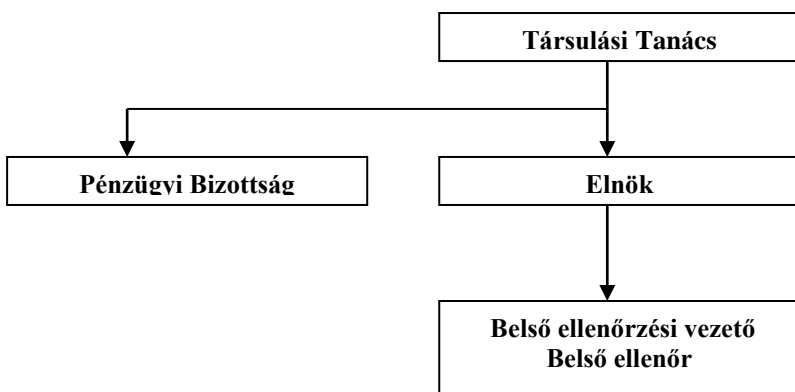 Társulási Tanács
Pénzügyi Bizottság
Elnök
Belső ellenőrzési vezető
Belső ellenőr